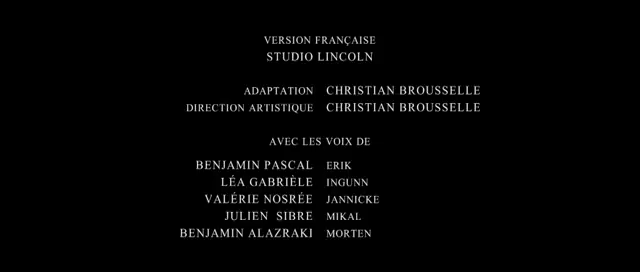 VERSION FRANÇAISE
STUDIO LINCOLN
ADAPTATION CHRISTIAN BROUSSELLE
DIRECTION ARTISTIQUE CHRISTIAN BROUSSELLE
AVEC LES VOIX DE
BENJAMIN PASCAL ERIK
LÉA GABRIÈLE INGUNN
VALÉRIE NOSRÉE JANNICKE
JULIEN SIBRE MIKAL
BENJAMIN ALAZRAKI MORTEN